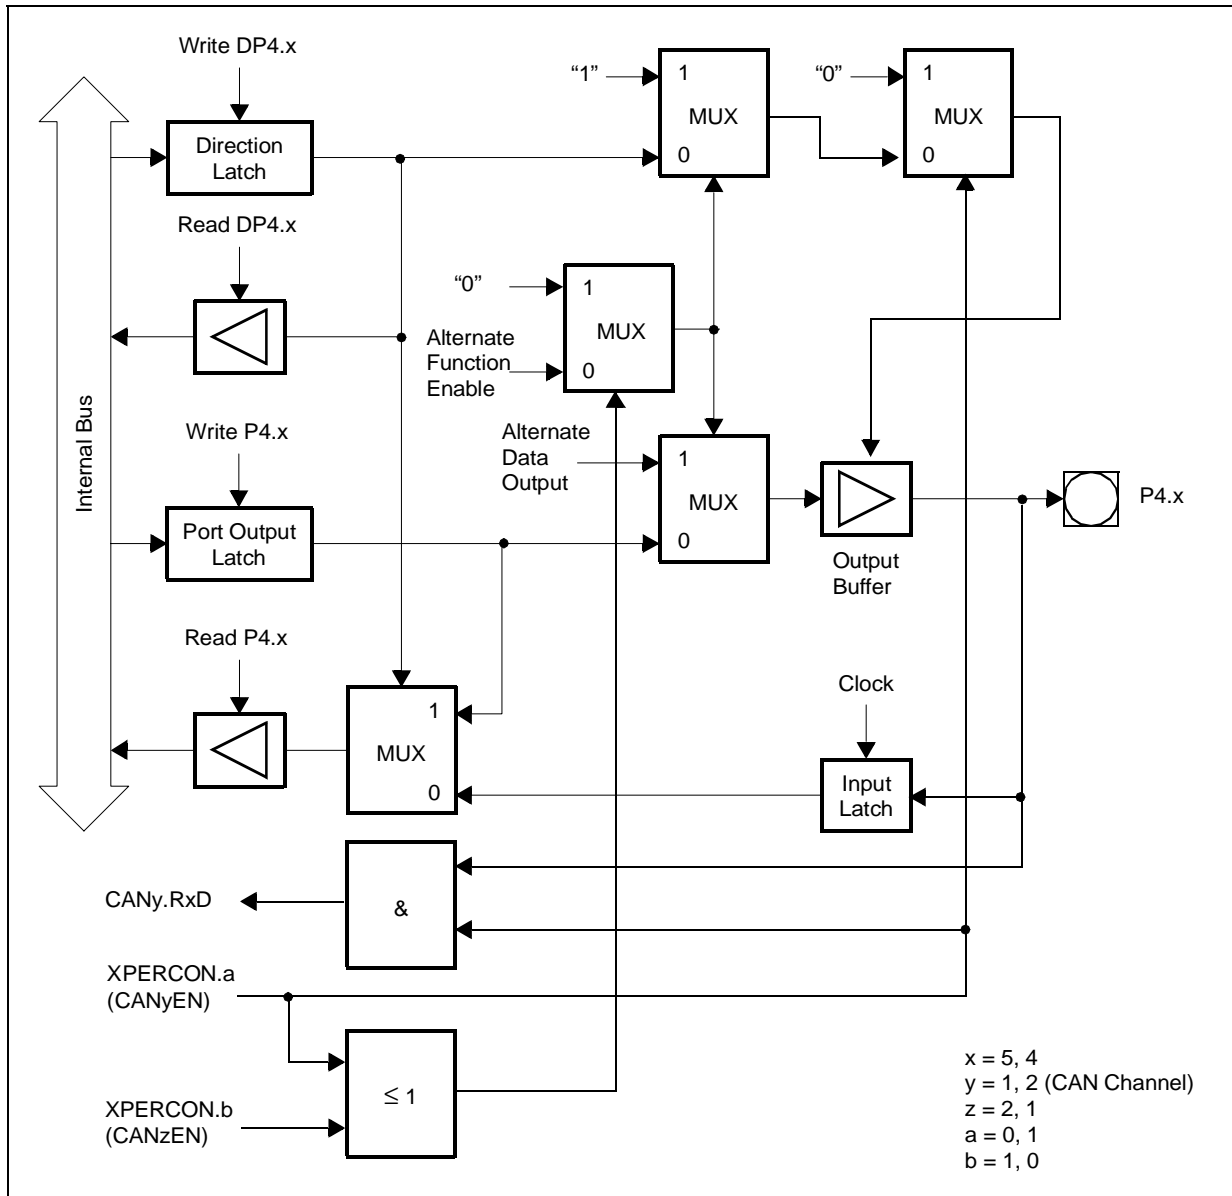 Write DP4.x
Direction
Latch
Read DP4.x
Internal Bus
Write P4.x
Port Output
Latch
Read P4.x
“1”
1
MUX
0
“0”
1
MUX
0
“0”
1
MUX
0
Alternate
Function
Enable
Alternate
Data
Output
1
MUX
0
Output
Buffer
P4.x
1
MUX
0
Clock
Input
Latch
CANy.RxD
&
XPERCON.a
(CANyEN)
≤ 1
XPERCON.b
(CANzEN)
x = 5, 4
y = 1, 2 (CAN Channel)
z = 2, 1
a = 0, 1
b = 1, 0